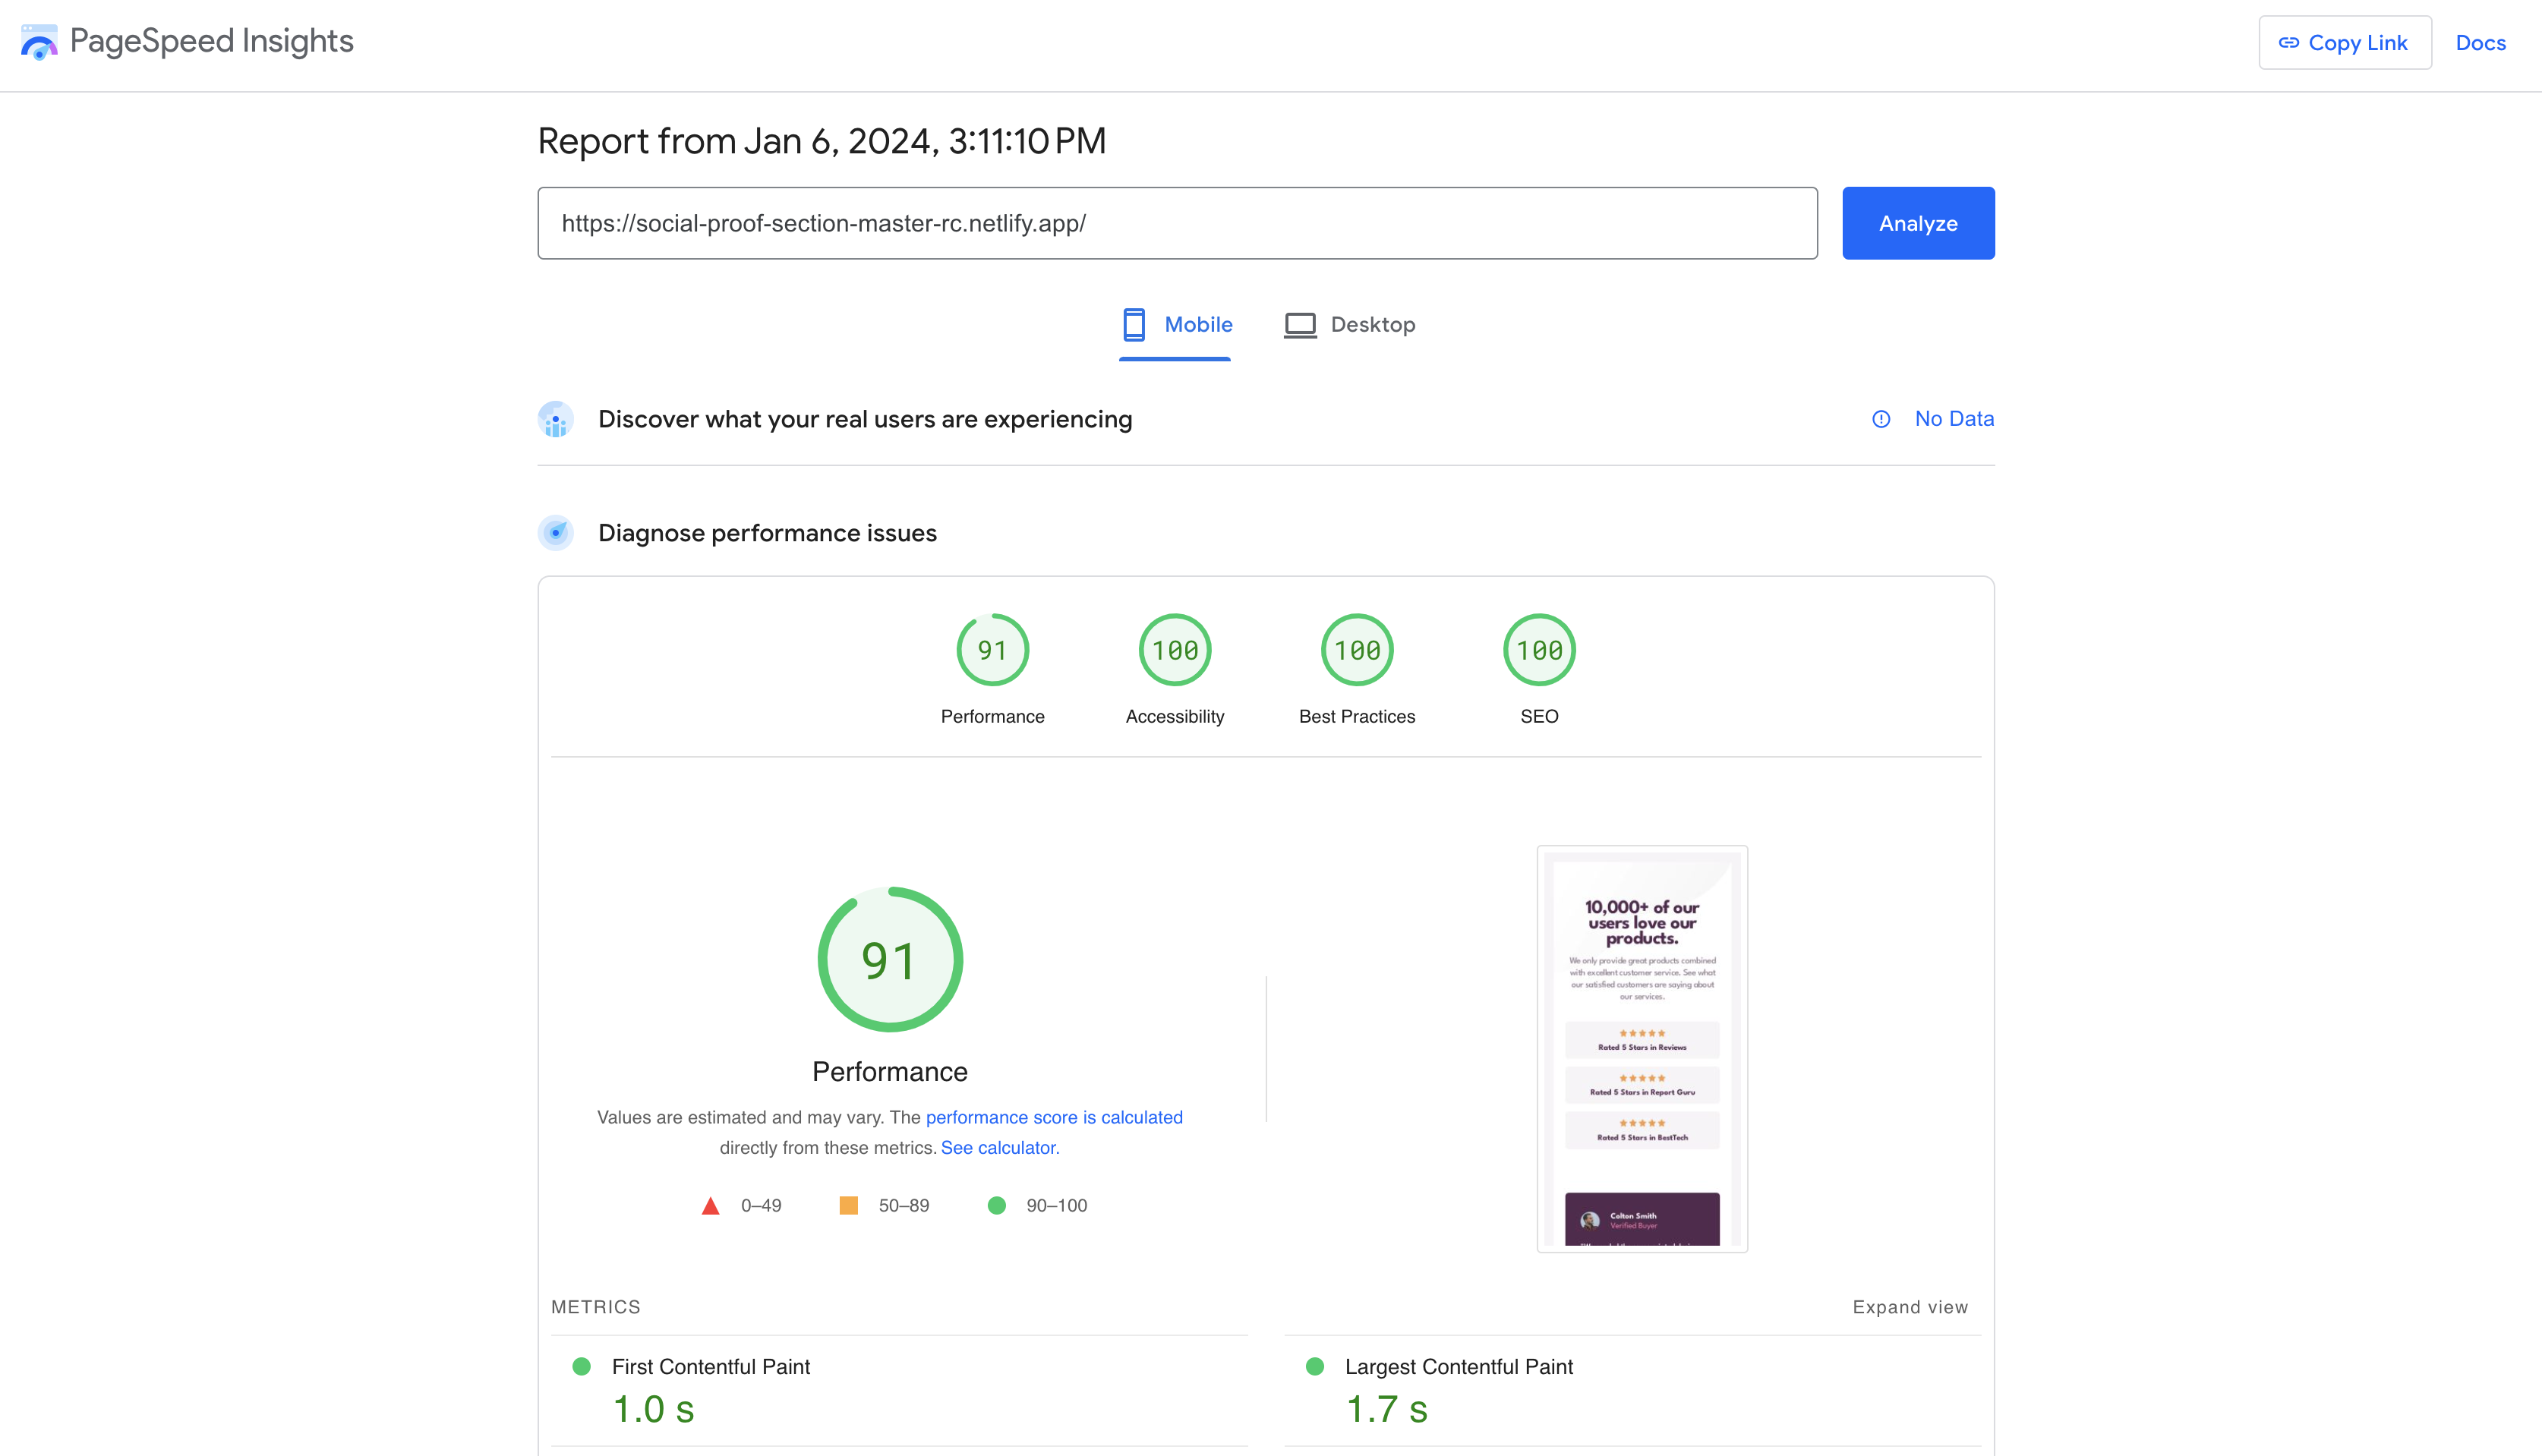 PageSpeed Insights
Copy Link
Docs
Report from Jan 6, 2024, 3:11:10 PM
https://social-proof-section-master-rc.netlify.app/
Analyze
Mobile
Desktop
Discover what your real users are experiencing
No Data
Diagnose performance issues
91
100
100
100
Performance
Accessibility
Best Practices
SEO
91
Performance
Values are estimated and may vary. The performance score is calculated
directly from these metrics. See calculator.
0–49
50–89
90–100
10,000+ of our
users love our
products.
We only provide great products combined
with excellent customer service. See what
our satisfied customers are saying about
our services.
Rated 5 Stars in Reviews
Rated 5 Stars in Report Guru
Rated 5 Stars in BestTech
Colton Smith
Verified Buyer
METRICS
Expand view
First Contentful Paint
1.0 s
Largest Contentful Paint
1.7 s